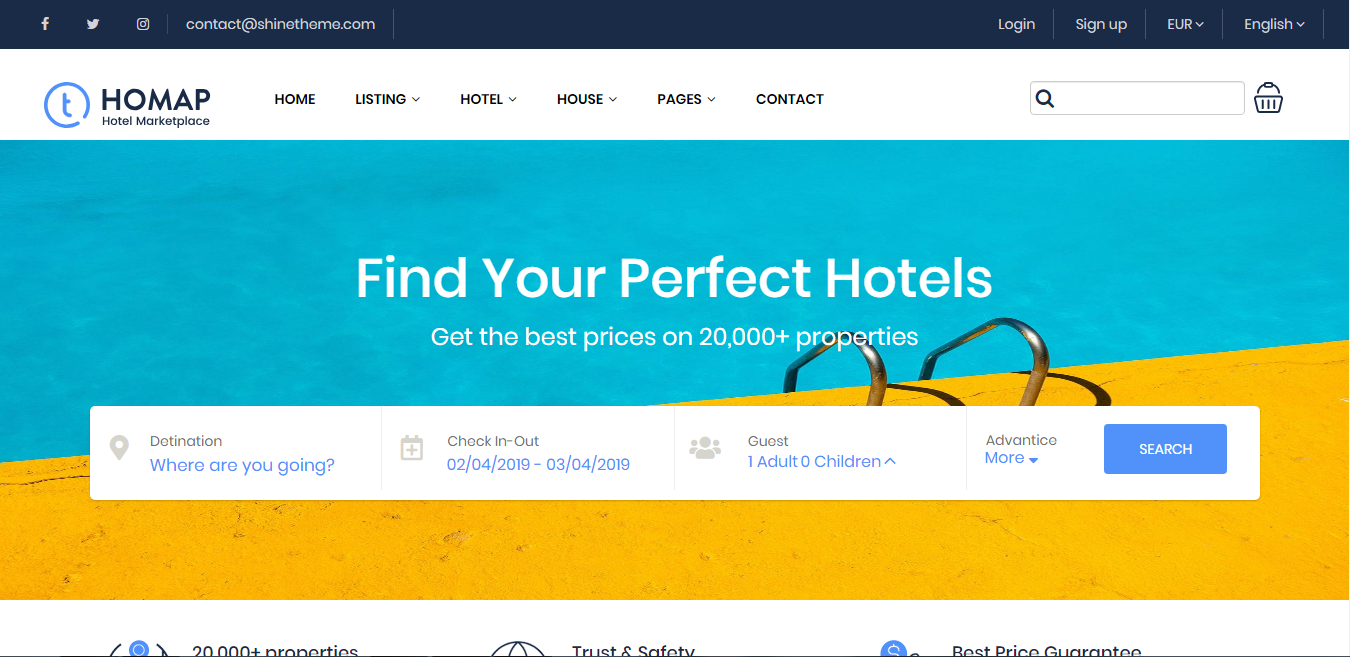 contact@shinetheme.com
Login
Sign up
EUR
English
t
HOMAP
Hotel Marketplace
HOME
LISTING
HOTEL
HOUSE
PAGES
CONTACT
Find Your Perfect Hotels
Get the best prices on 20,000+ properties
Detination
Where are you going?
Check In-Out
02/04/2019 - 03/04/2019
Guest
1 Adult 0 Children
Advantice
More
SEARCH
20,000+ properties
Trust & Safety
Best Price Guarantee